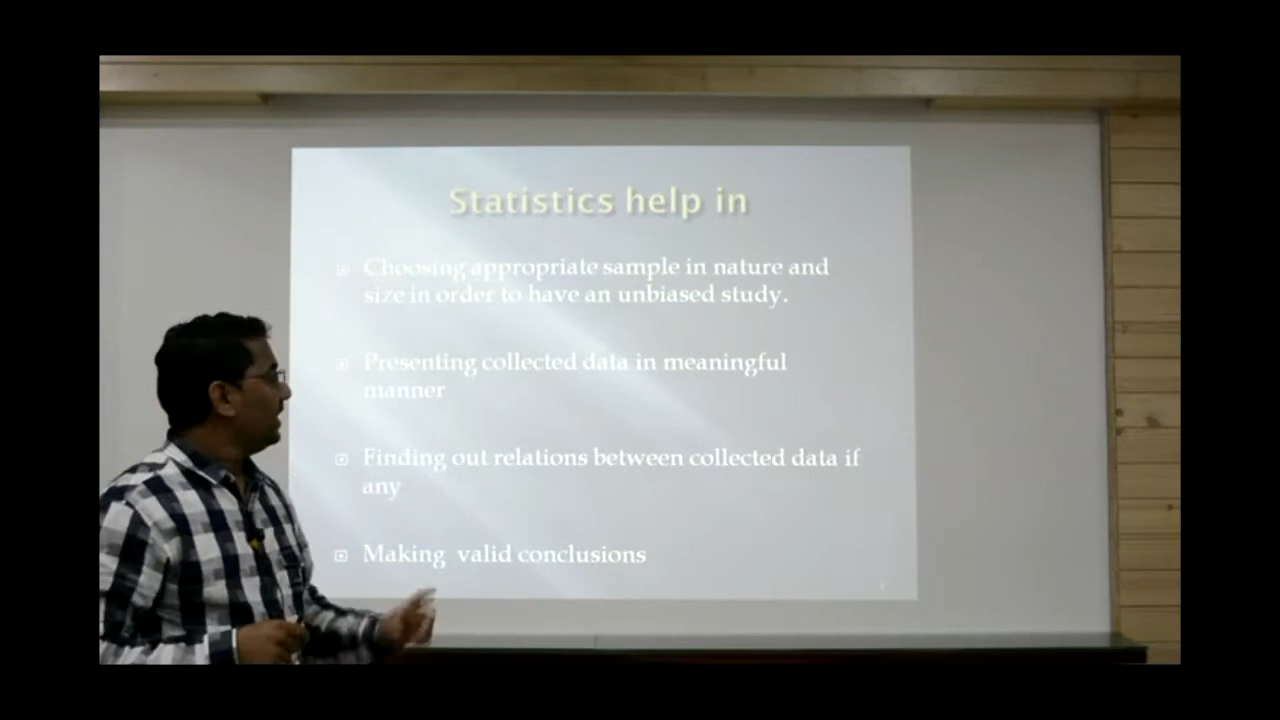 Statistics help in
Choosing appropriate sample in nature and
size in order to have an unbiased study.
Presenting collected data in meaningful
manner
Finding out relations between collected data if
any
Making valid conclusions